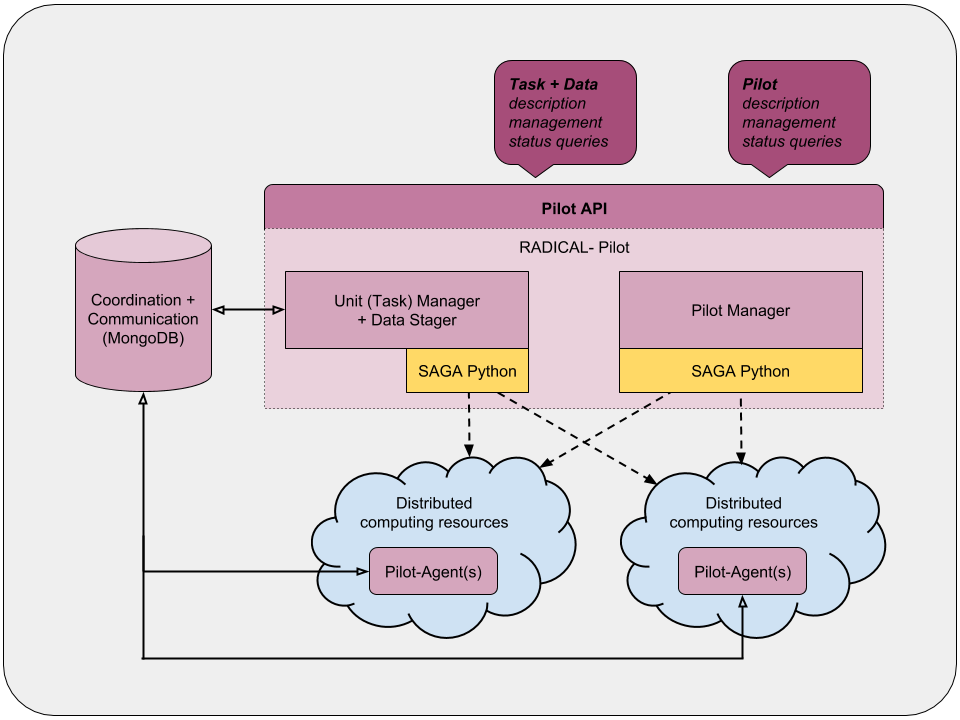 Task + Data
description
management
status queries
Pilot
description
management
status queries
Pilot API
RADICAL- Pilot
Coordination +
Communication
(MongoDB)
Unit (Task) Manager
+ Data Stager
Pilot Manager
SAGA Python
SAGA Python
Distributed
computing resources
Pilot-Agent(s)
Distributed
computing resources
Pilot-Agent(s)